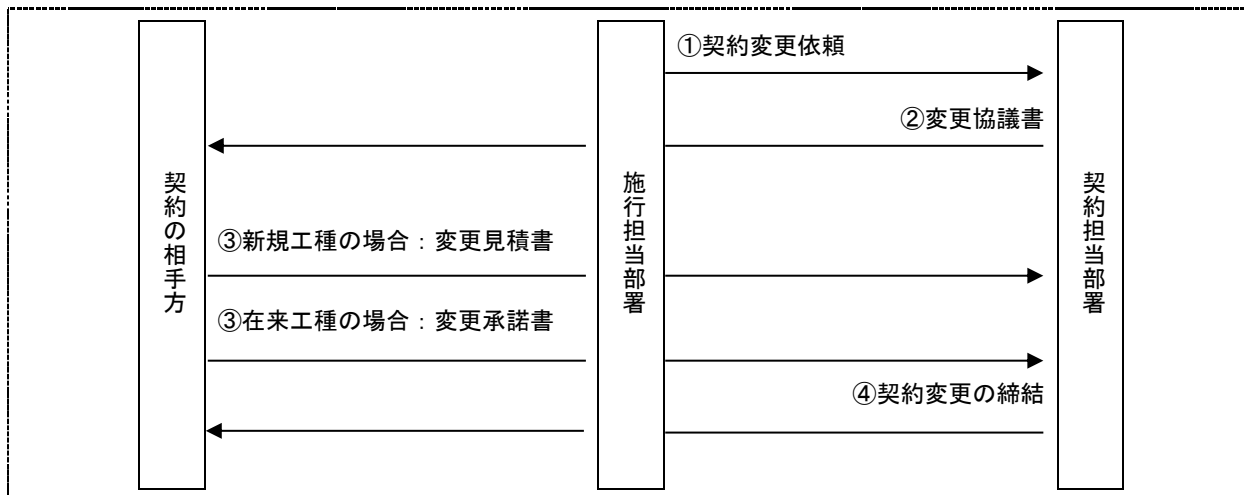 ①契約変更依頼
②変更協議書
契約の相手方
施行担当部署
契約担当部署
③新規工種の場合：変更見積書
③在来工種の場合：変更承諾書
④契約変更の締結